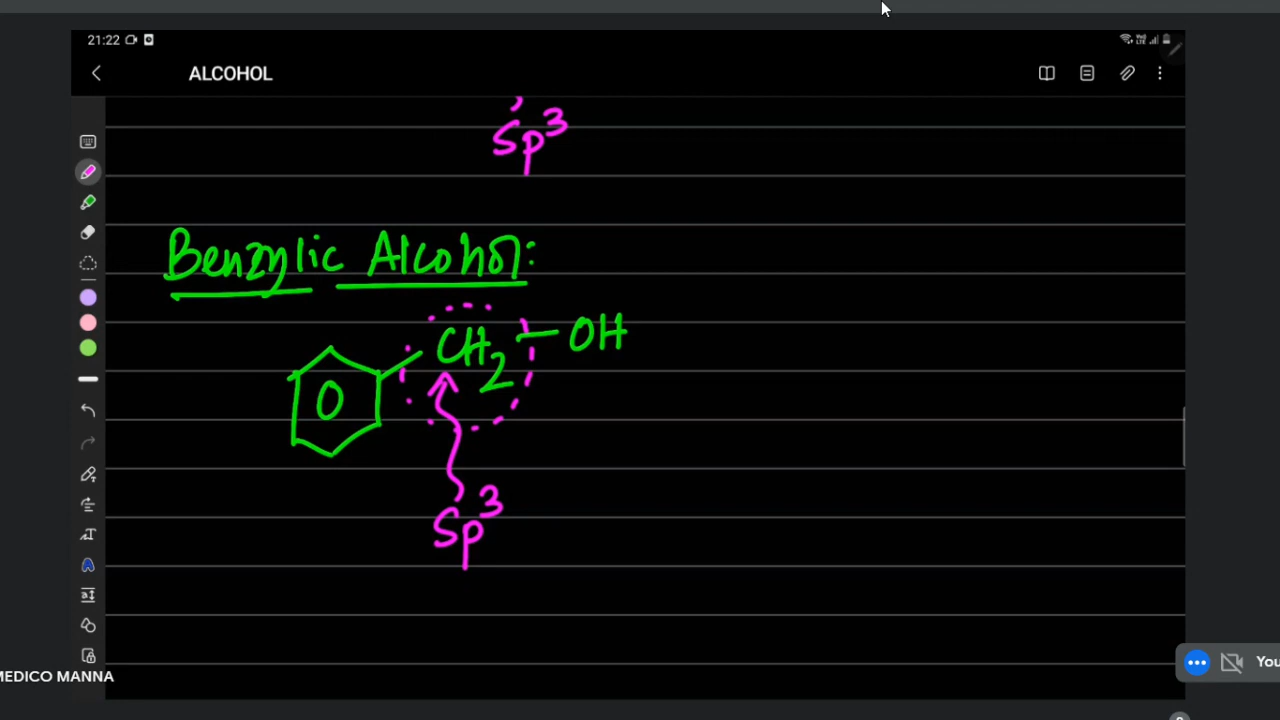 21:22
ALCOHOL
Sp³
Benzylic Alcohol:
CH₂ — OH
Sp³
MEDICO MANNA
You